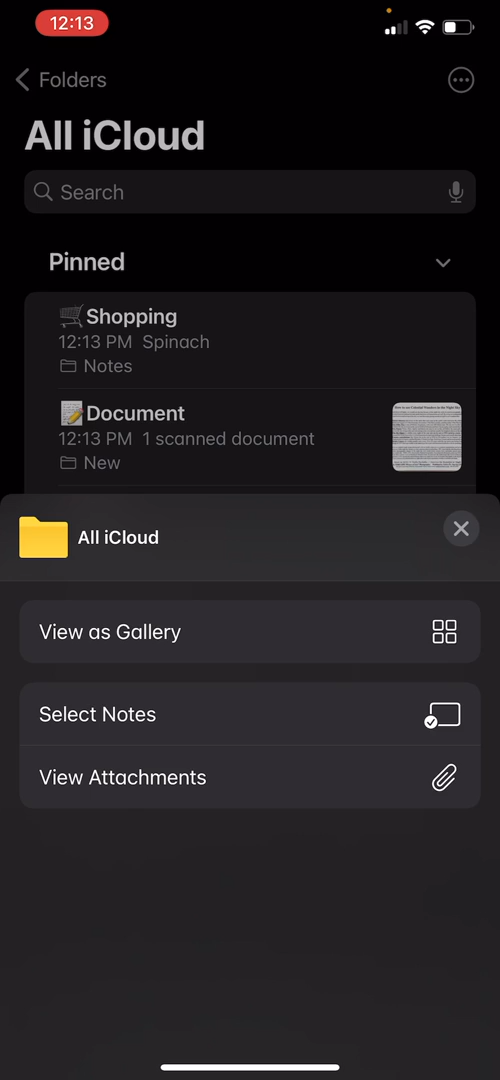 12:13
Folders
All iCloud
Search
Pinned
Shopping
12:13 PM Spinach
Notes
Document
12:13 PM 1 scanned document
New
All iCloud
View as Gallery
Select Notes
View Attachments